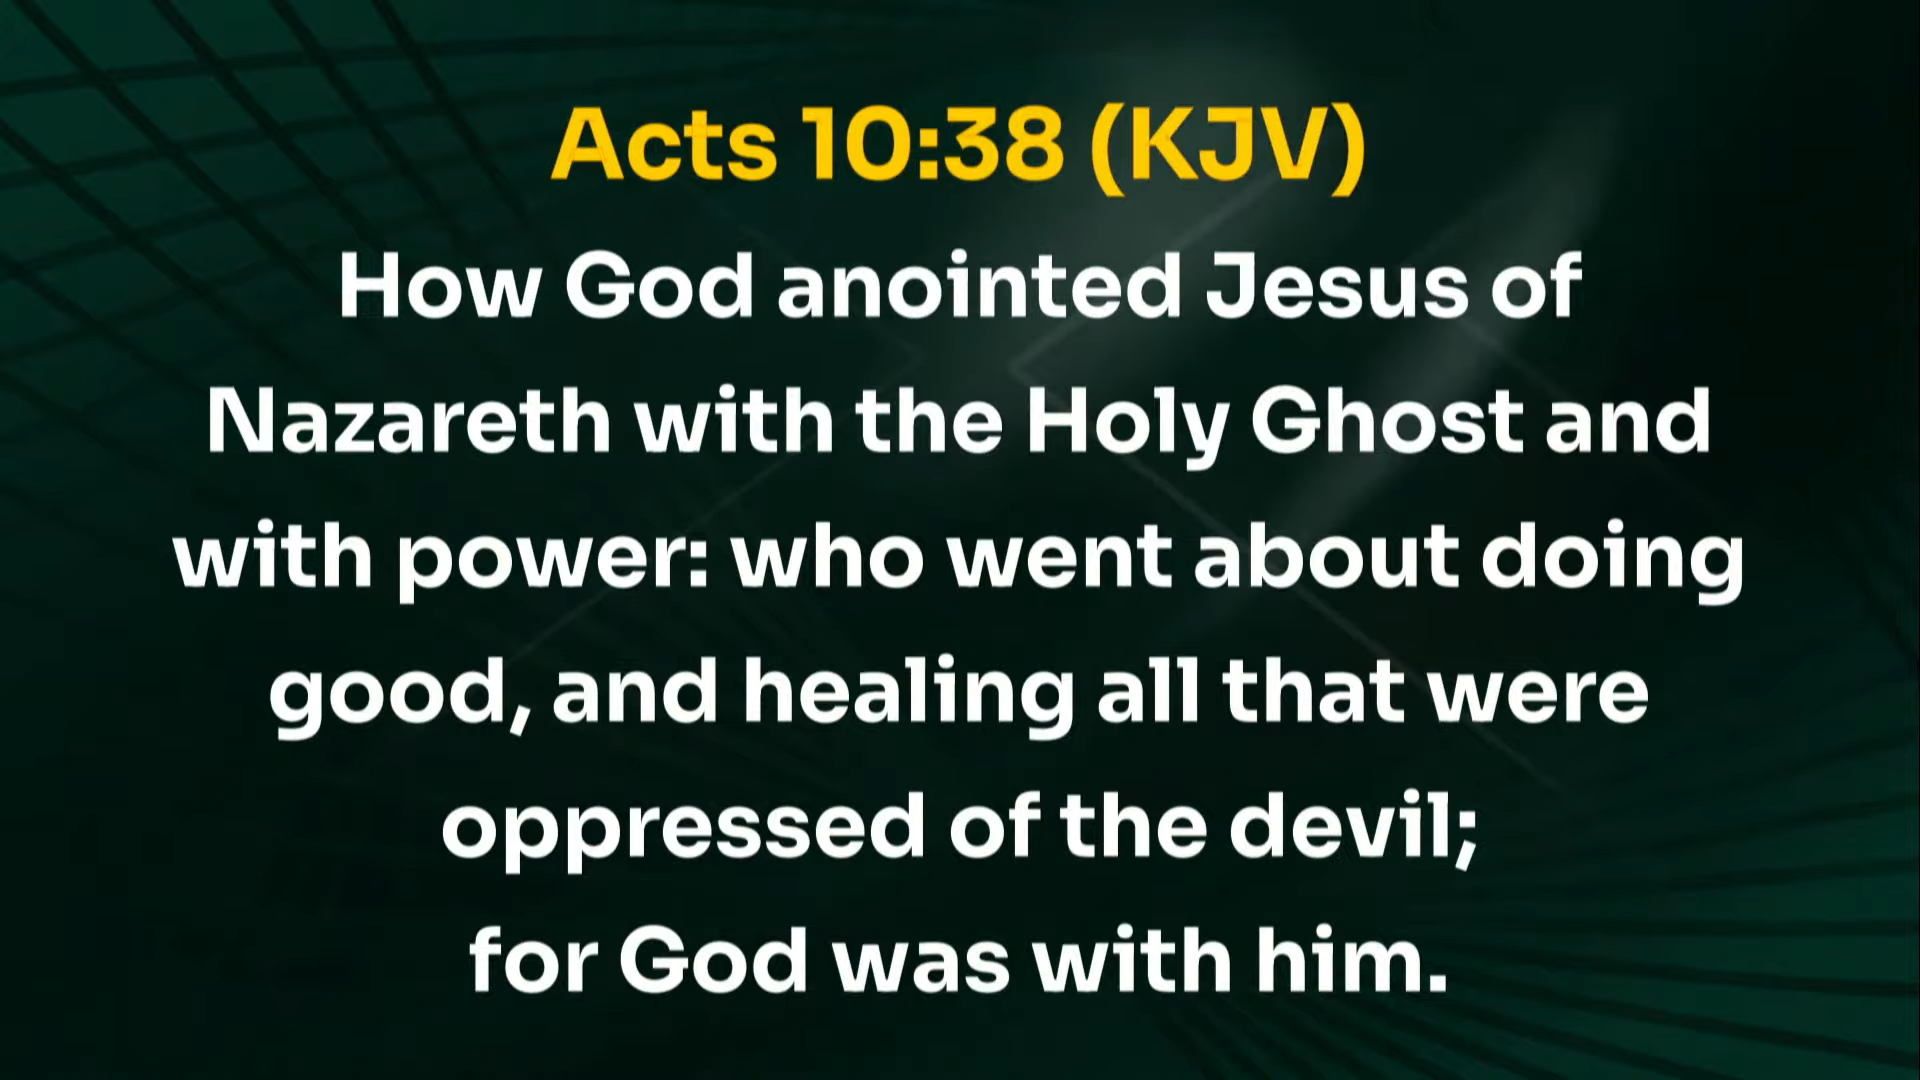 Acts 10:38 (KJV)
How God anointed Jesus of
Nazareth with the Holy Ghost and
with power: who went about doing
good, and healing all that were
oppressed of the devil;
for God was with him.